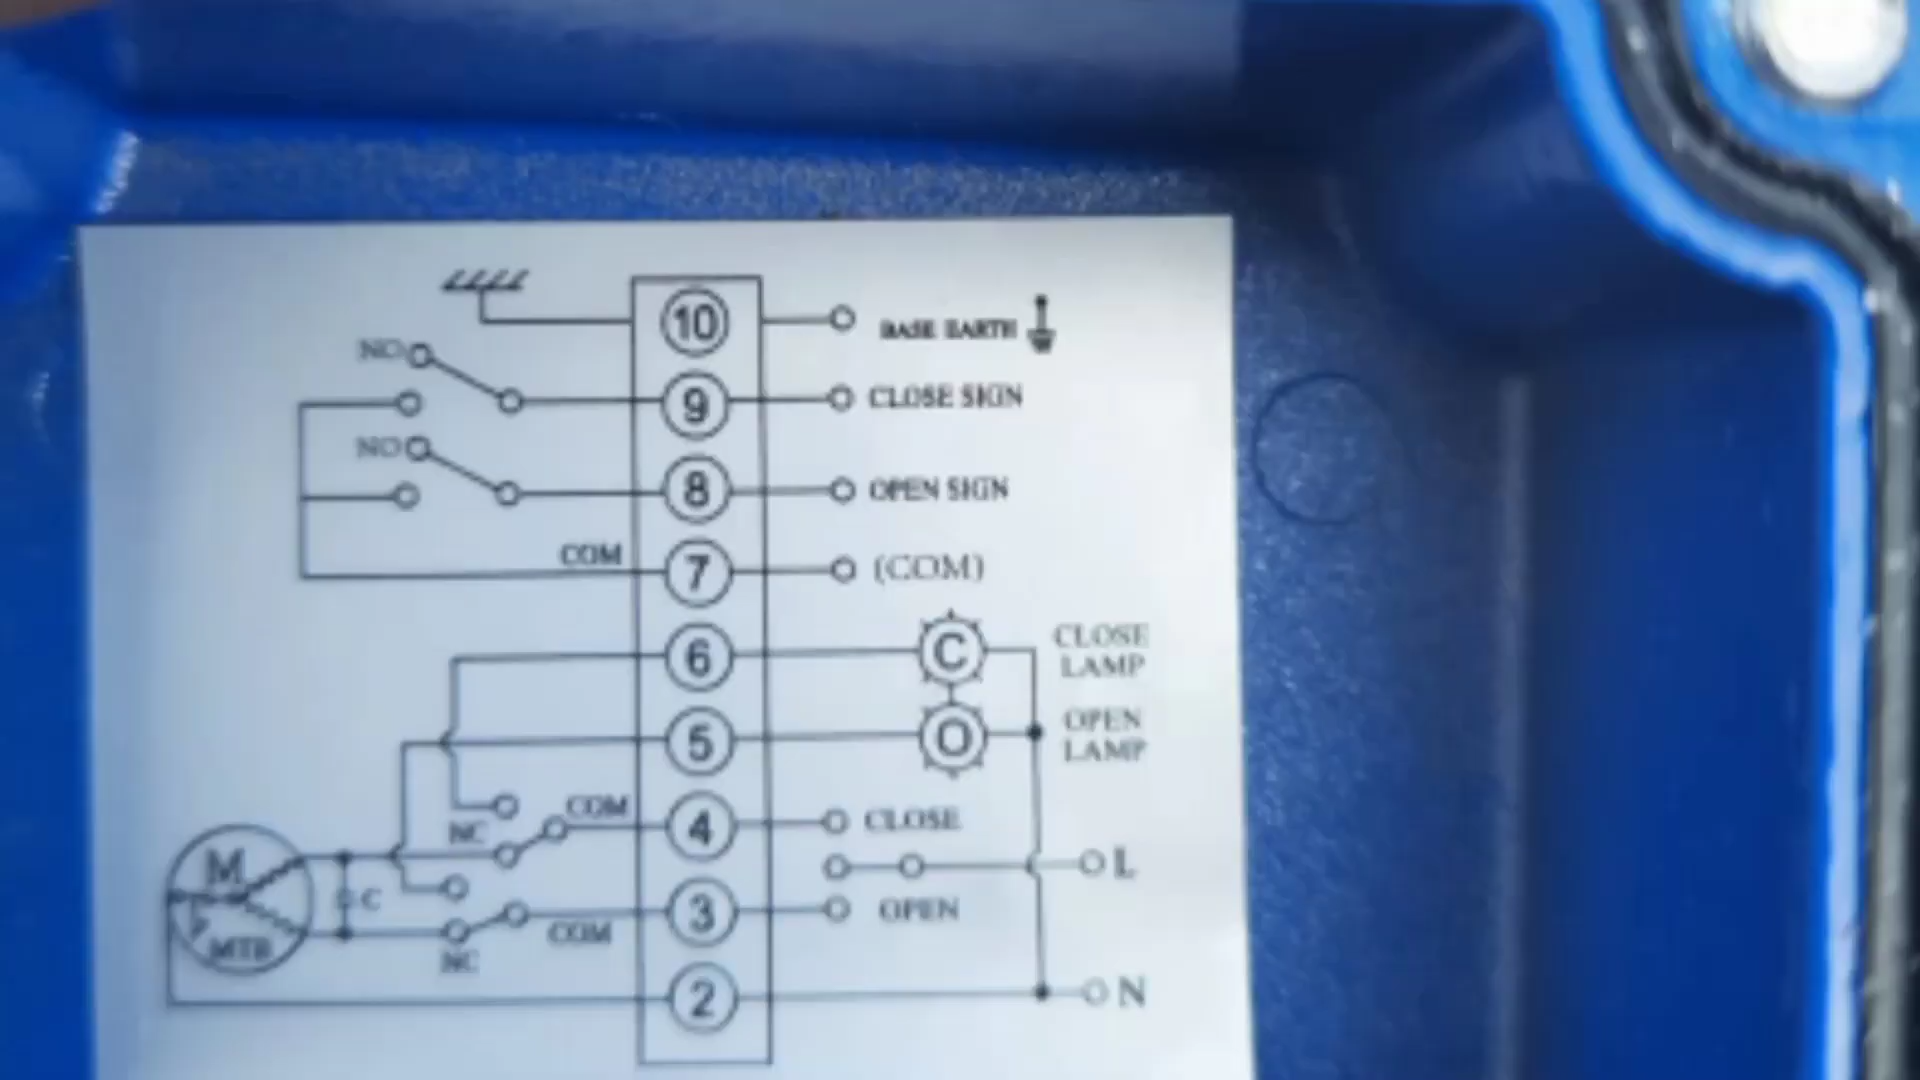 10 BASE EARTH
NO
9 CLOSE SIGN
NO
8 OPEN SIGN
COM 7 (COM)
6 C CLOSE LAMP
5 O OPEN LAMP
NC COM 4 CLOSE
M C L
MTB
NC COM 3 OPEN
2 N